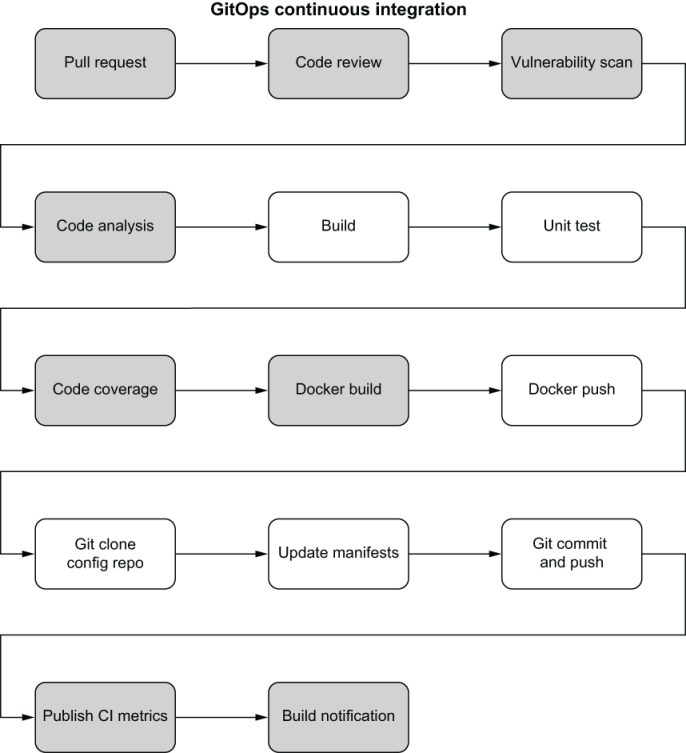 GitOps continuous integration
Pull request
Code review
Vulnerability scan
Code analysis
Build
Unit test
Code coverage
Docker build
Docker push
Git clone
config repo
Update manifests
Git commit
and push
Publish CI metrics
Build notification